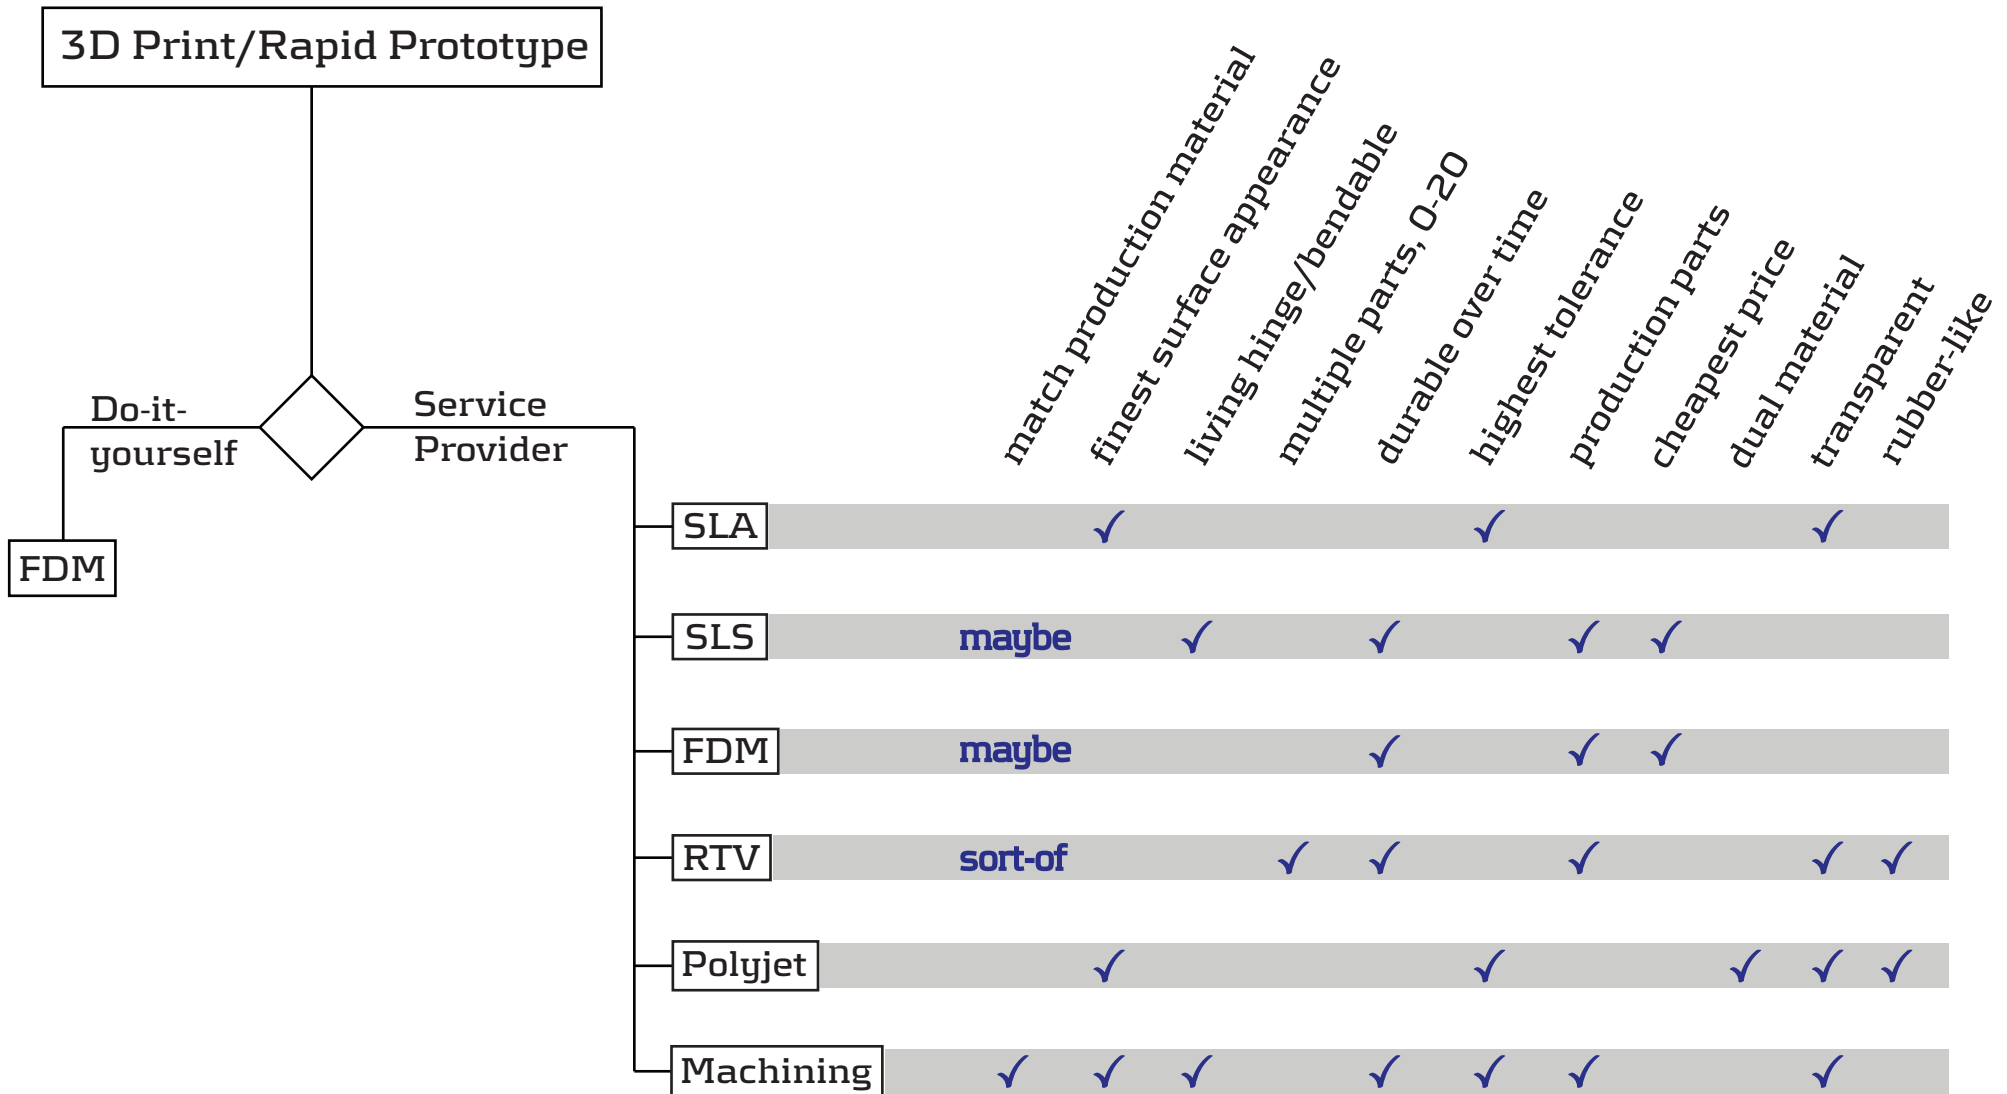 3D Print/Rapid Prototype
match production material
finest surface appearance
living hinge/bendable
multiple parts, 0-20
durable over time
highest tolerance
production parts
cheapest price
dual material
transparent
rubber-like
Do-it-
yourself
Service
Provider
FDM
SLA
SLS
maybe
FDM
maybe
RTV
sort-of
Polyjet
Machining